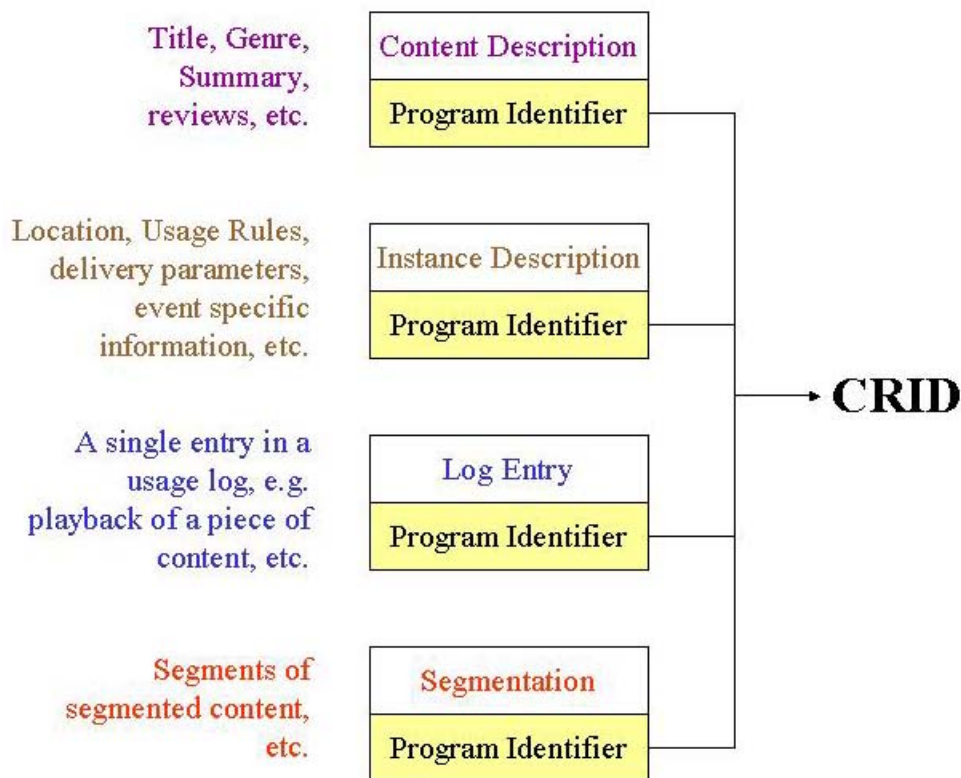 Title, Genre,
Summary,
reviews, etc.
Content Description
Program Identifier
Location, Usage Rules,
delivery parameters,
event specific
information, etc.
Instance Description
Program Identifier
CRID
A single entry in a
usage log, e.g.
playback of a piece of
content, etc.
Log Entry
Program Identifier
Segments of
segmented content,
etc.
Segmentation
Program Identifier